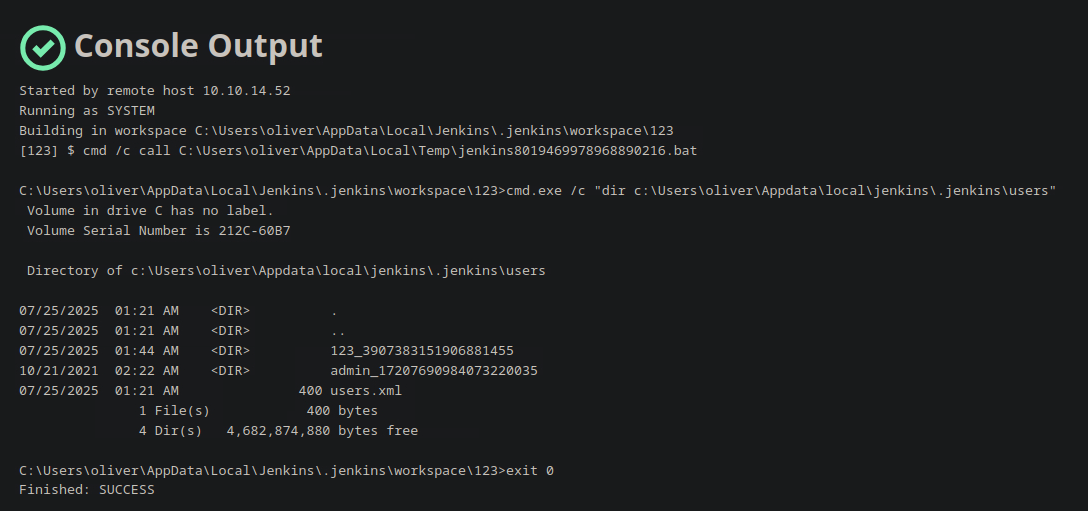 Console Output
Started by remote host 10.10.14.52
Running as SYSTEM
Building in workspace C:\Users\oliver\AppData\Local\Jenkins\.jenkins\workspace\123
[123] $ cmd /c call C:\Users\oliver\AppData\Local\Temp\jenkins8019469978968890216.bat
C:\Users\oliver\AppData\Local\Jenkins\.jenkins\workspace\123>cmd.exe /c "dir c:\Users\oliver\Appdata\local\jenkins\.jenkins\users"
Volume in drive C has no label.
Volume Serial Number is 212C-60B7
Directory of c:\Users\oliver\Appdata\local\jenkins\.jenkins\users
07/25/2025  01:21 AM    <DIR>          .
07/25/2025  01:21 AM    <DIR>          ..
07/25/2025  01:44 AM    <DIR>          123_3907383151906881455
10/21/2021  02:22 AM    <DIR>          admin_17207690984073220035
07/25/2025  01:21 AM               400 users.xml
1 File(s)            400 bytes
4 Dir(s)   4,682,874,880 bytes free
C:\Users\oliver\AppData\Local\Jenkins\.jenkins\workspace\123>exit 0
Finished: SUCCESS